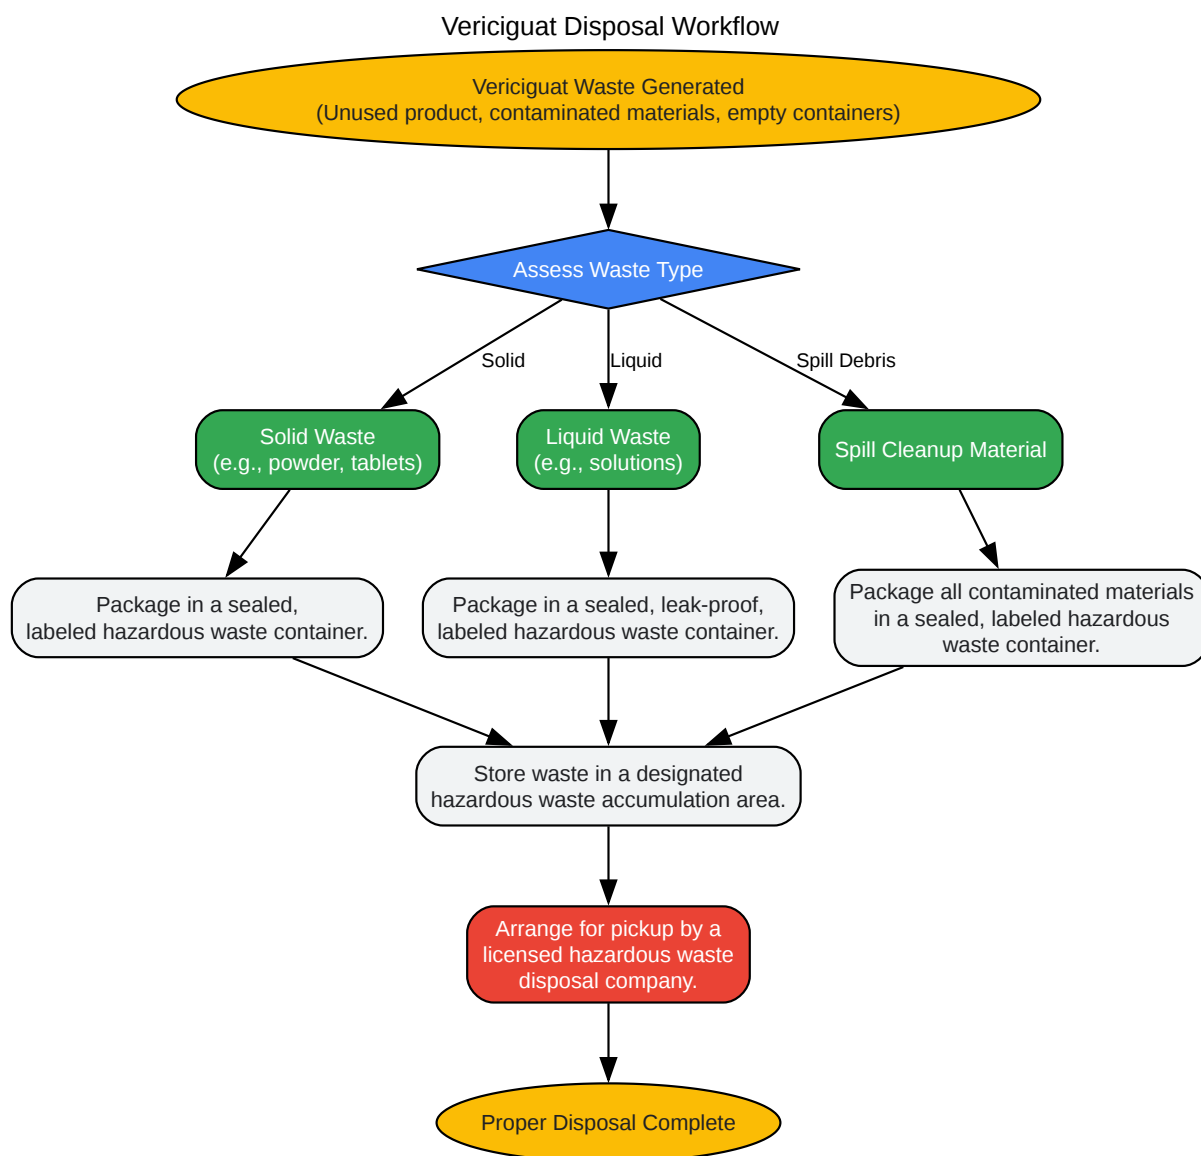 Vericiguat Disposal Workflow
Vericiguat Waste Generated
(Unused product, contaminated materials, empty containers)
Assess Waste Type
Solid
Liquid
Spill Debris
Solid Waste
(e.g., powder, tablets)
Liquid Waste
(e.g., solutions)
Spill Cleanup Material
Package in a sealed,
labeled hazardous waste container.
Package in a sealed, leak-proof,
labeled hazardous waste container.
Package all contaminated materials
in a sealed, labeled hazardous
waste container.
Store waste in a designated
hazardous waste accumulation area.
Arrange for pickup by a
licensed hazardous waste
disposal company.
Proper Disposal Complete